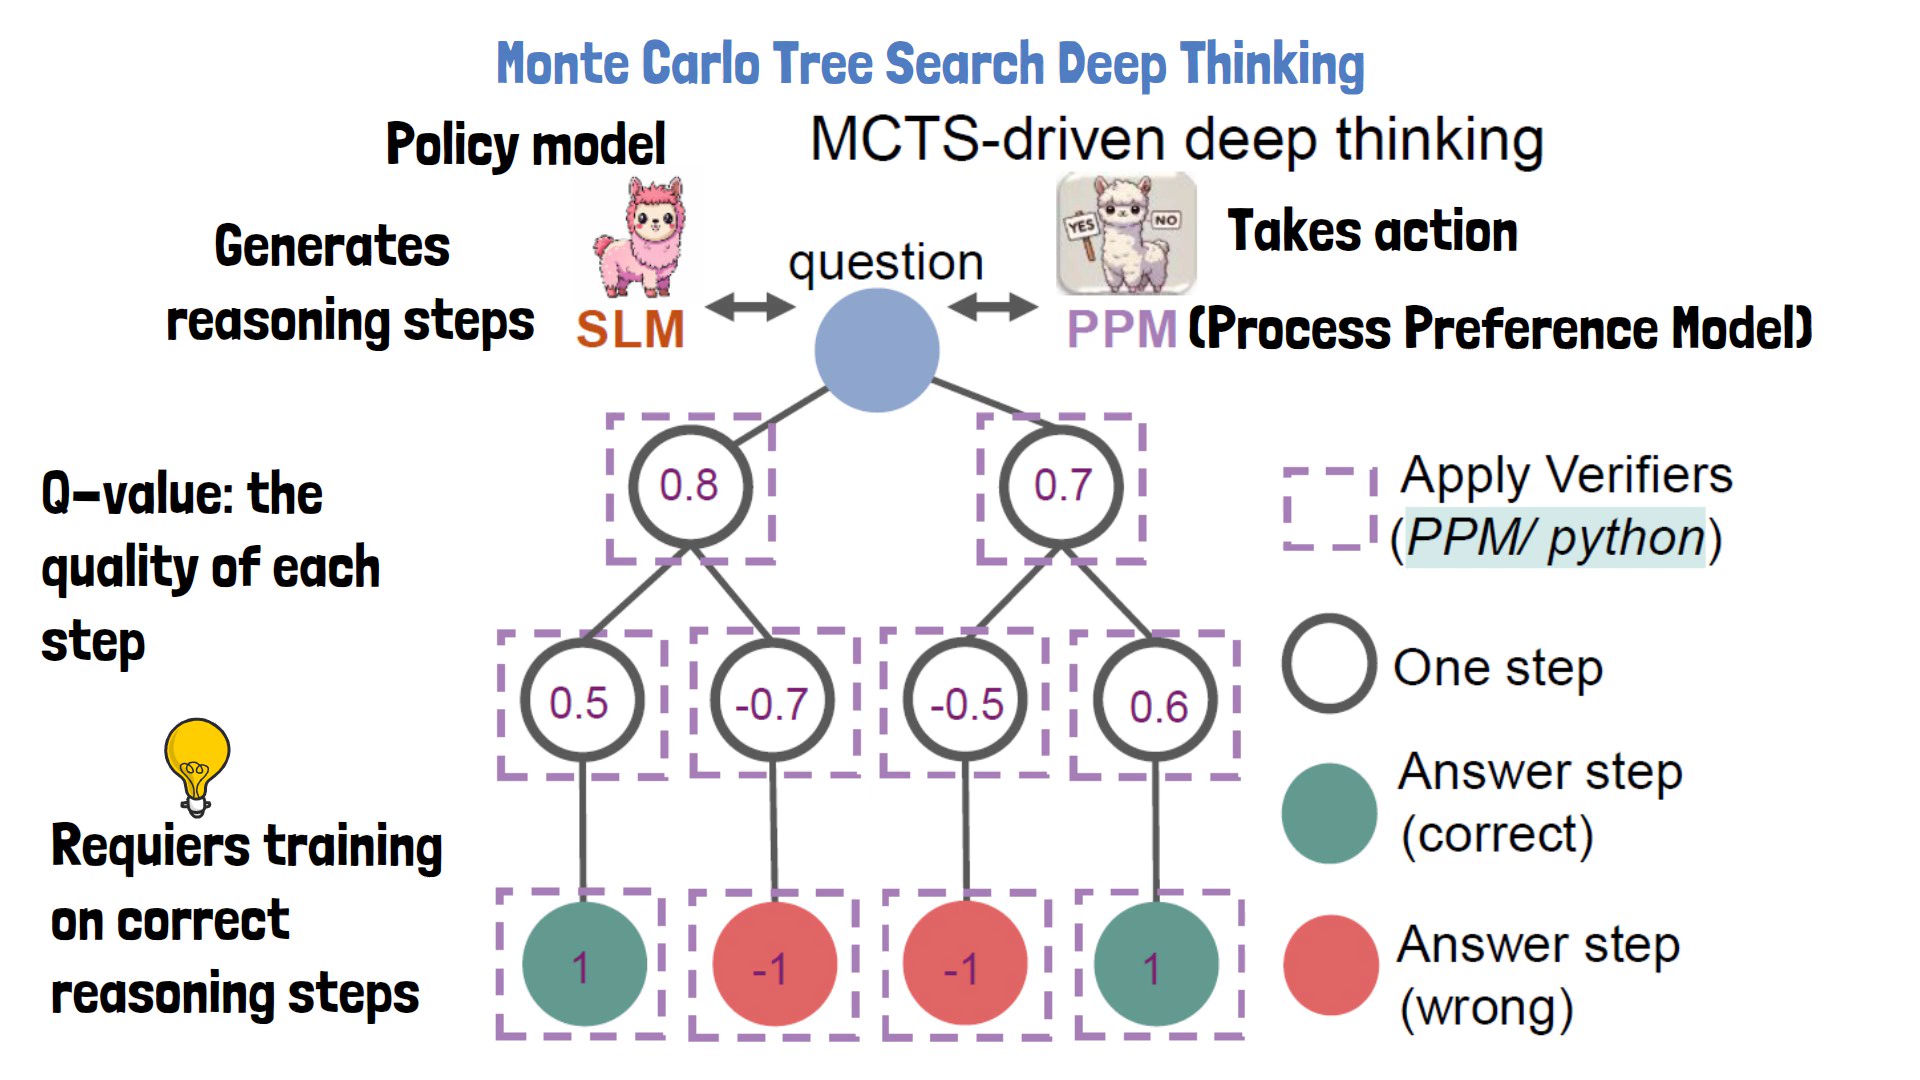 Monte Carlo Tree Search Deep Thinking
Policy model
MCTS-driven deep thinking
Generates
reasoning steps
SLM
question
YES
NO
Takes action
PPM
(Process Preference Model)
Q-value: the
quality of each
step
0.8
0.7
Apply Verifiers
(PPM/ python)
0.5
-0.7
-0.5
0.6
One step
Requiers training
on correct
reasoning steps
1
-1
-1
1
Answer step
(correct)
Answer step
(wrong)